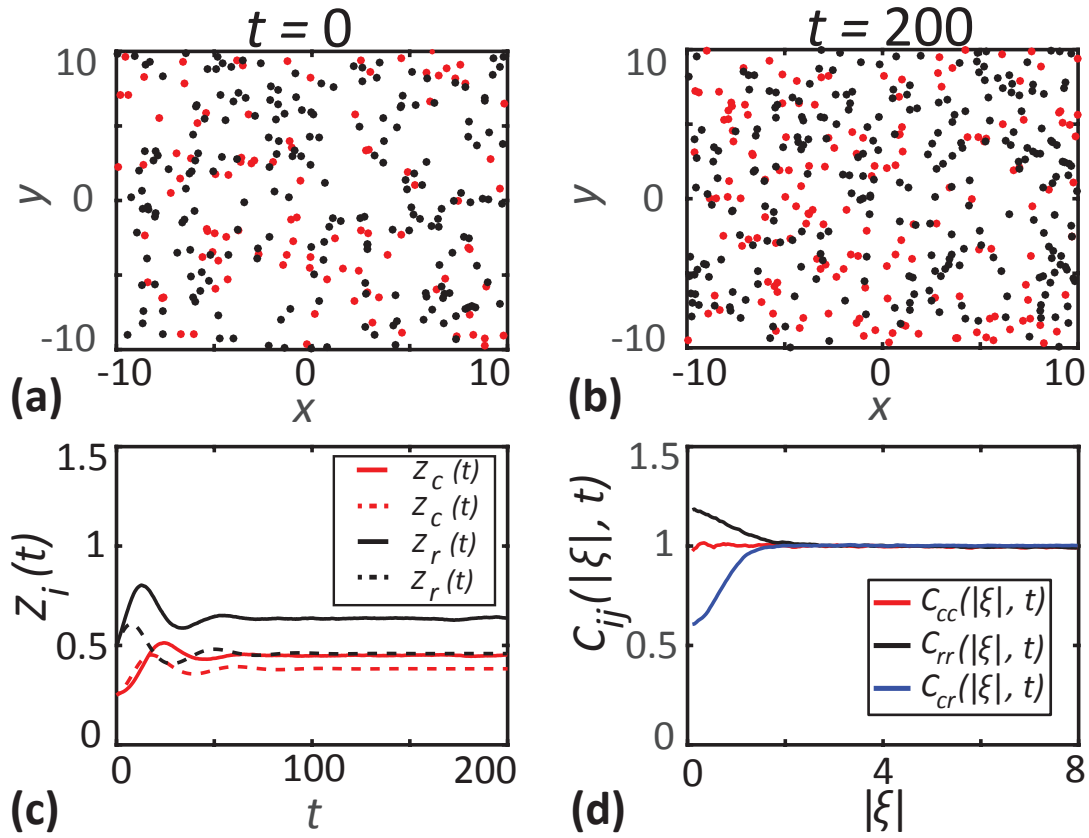 t = 0
10
0
-10
y
-10
0
10
x
(a)
t = 200
10
0
-10
y
-10
0
10
x
(b)
1.5
1
0.5
0
Z_i(t)
Z_c(t)
Z_c(t)
Z_r(t)
Z_r(t)
0
100
200
t
(c)
1.5
1
0.5
0
C_ij(|ξ|, t)
C_cc(|ξ|, t)
C_rr(|ξ|, t)
C_cr(|ξ|, t)
0
4
8
|ξ|
(d)